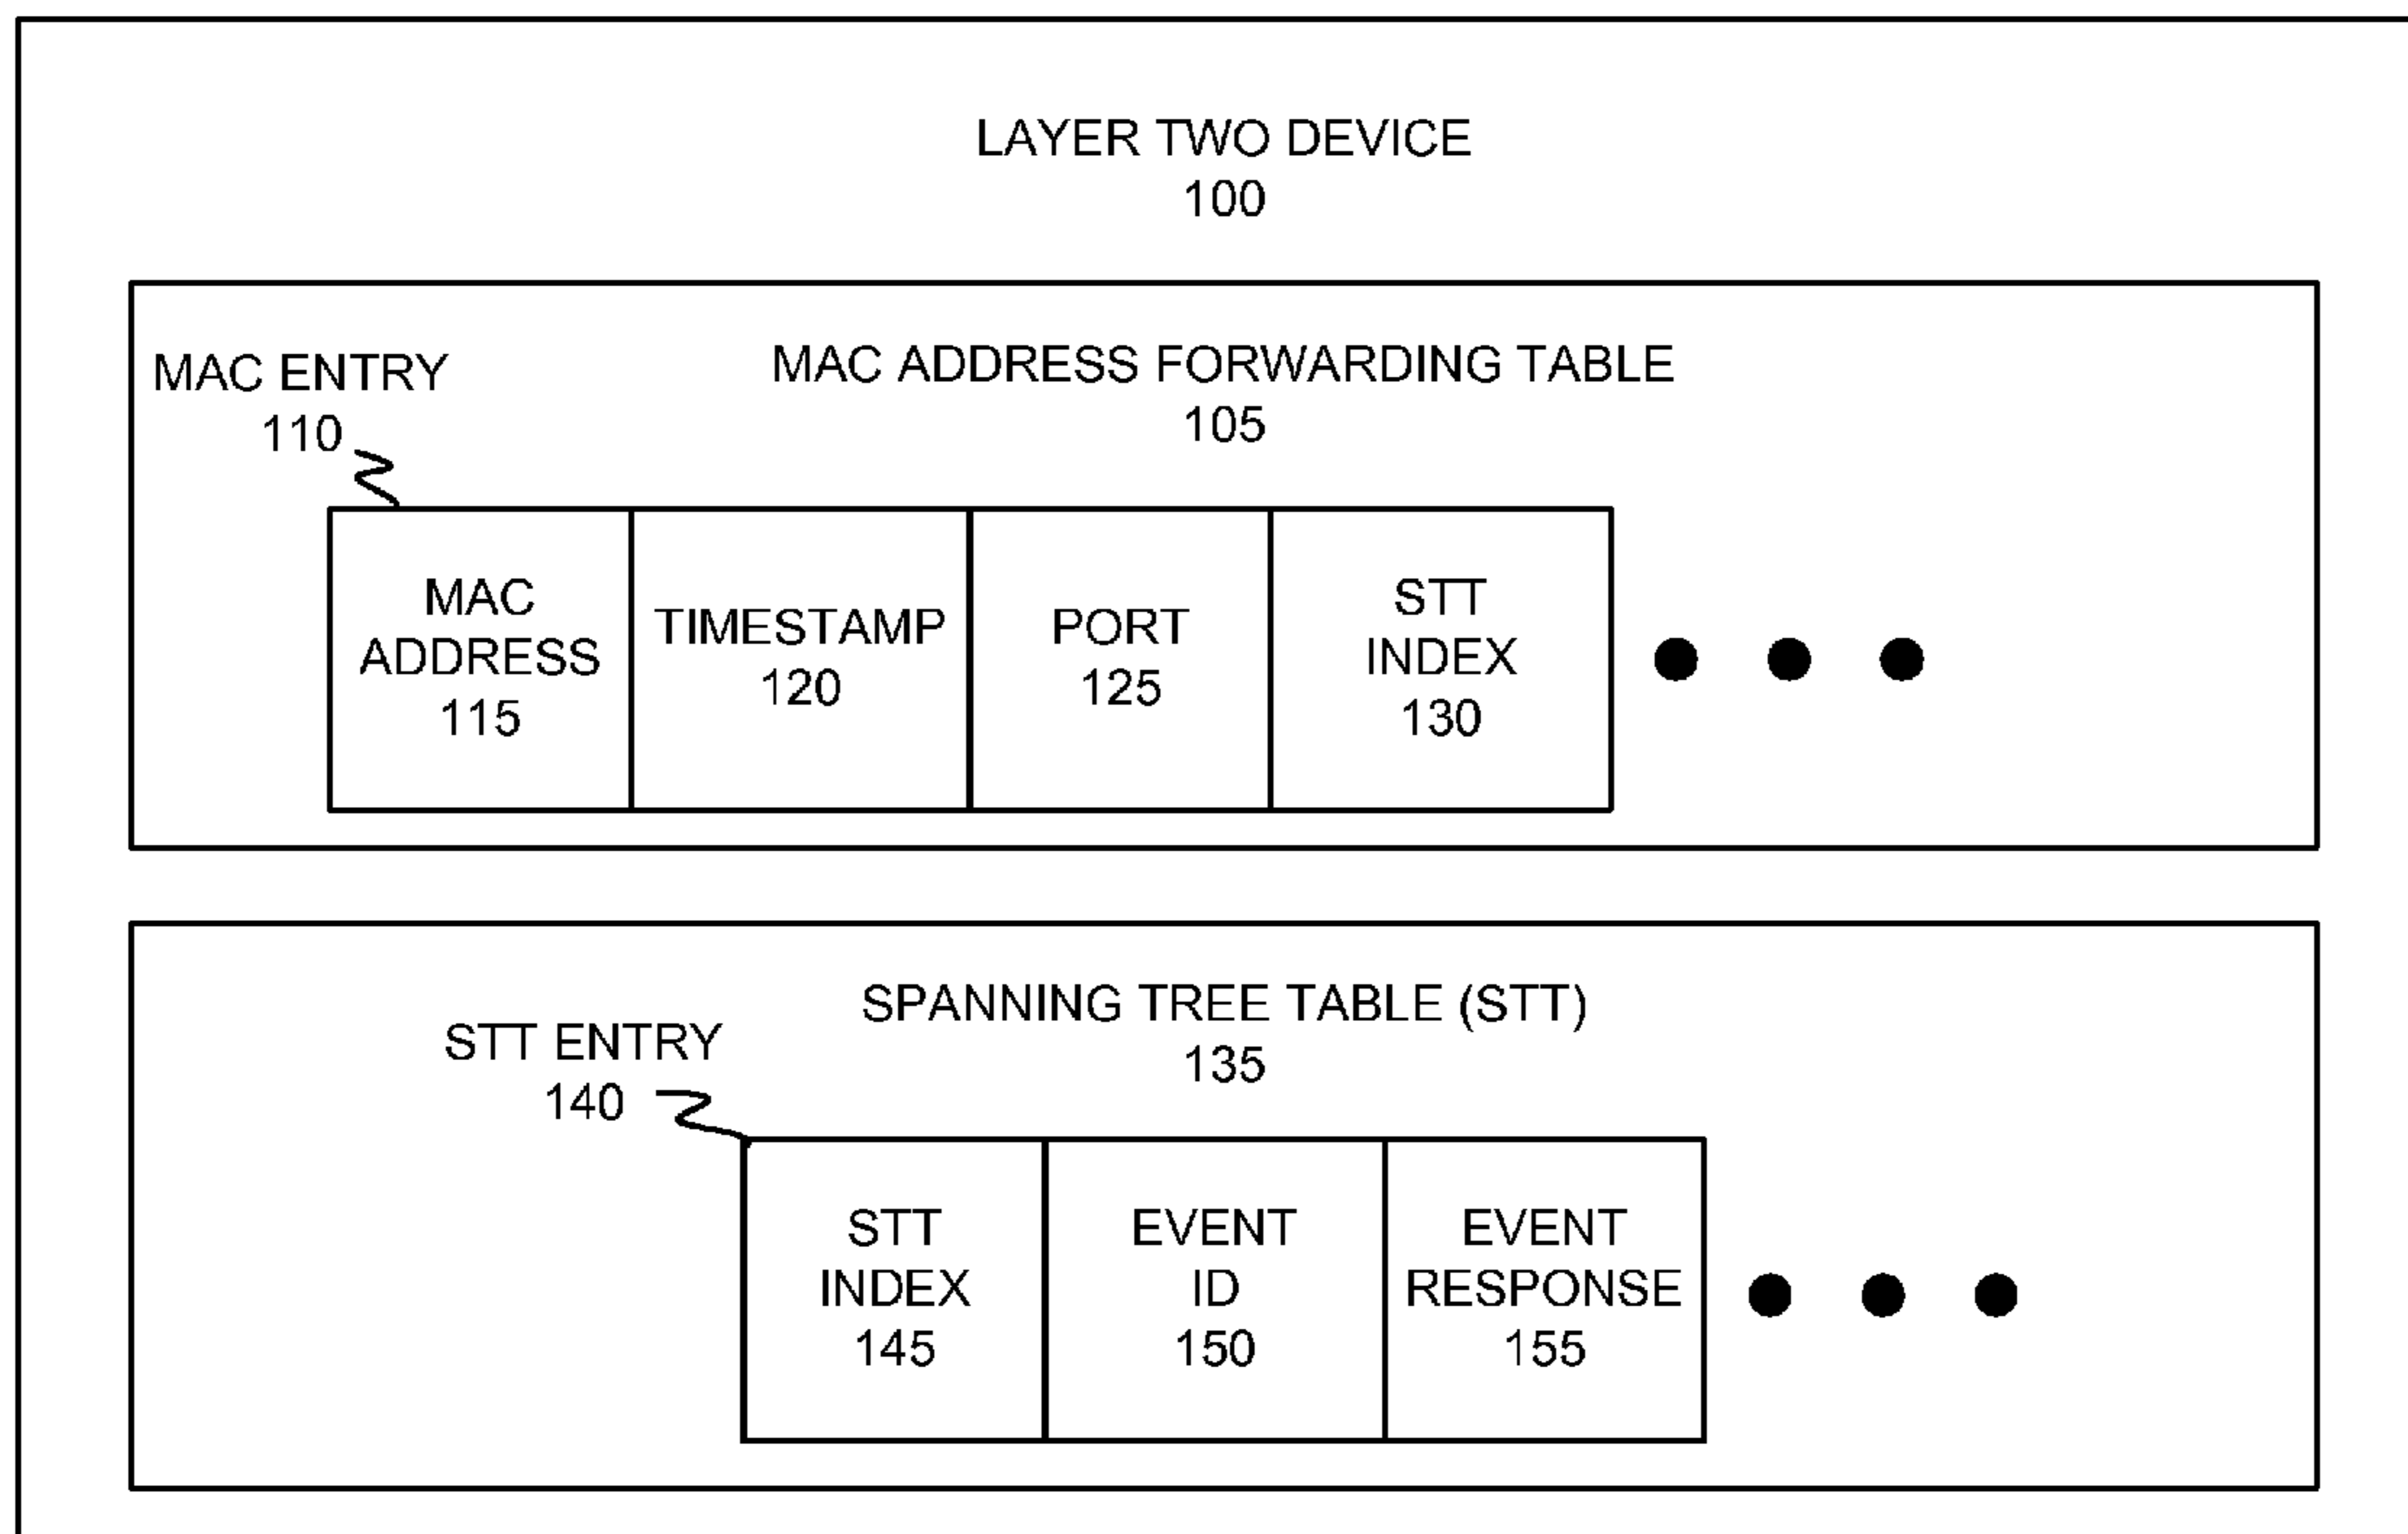 LAYER TWO DEVICE
100
MAC ENTRY
110
MAC ADDRESS FORWARDING TABLE
105
MAC
ADDRESS
115
TIMESTAMP
120
PORT
125
STT
INDEX
130
SPANNING TREE TABLE (STT)
135
STT ENTRY
140
STT
INDEX
145
EVENT
ID
150
EVENT
RESPONSE
155